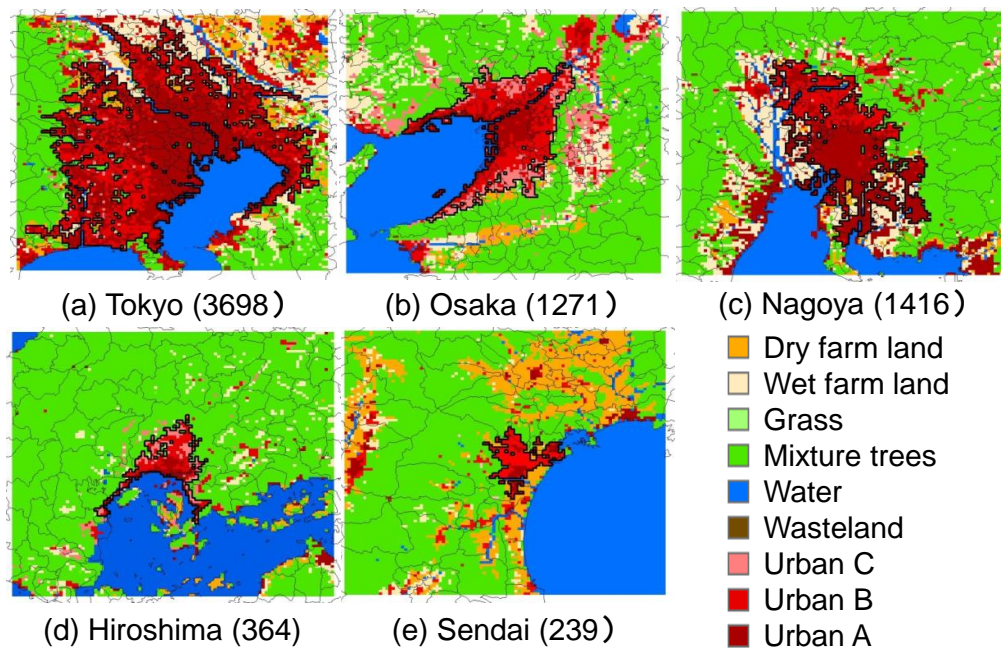 (a) Tokyo (3698）
(b) Osaka (1271）
(c) Nagoya (1416）
(d) Hiroshima (364)
(e) Sendai (239）
Dry farm land
Wet farm land
Grass
Mixture trees
Water
Wasteland
Urban C
Urban B
Urban A